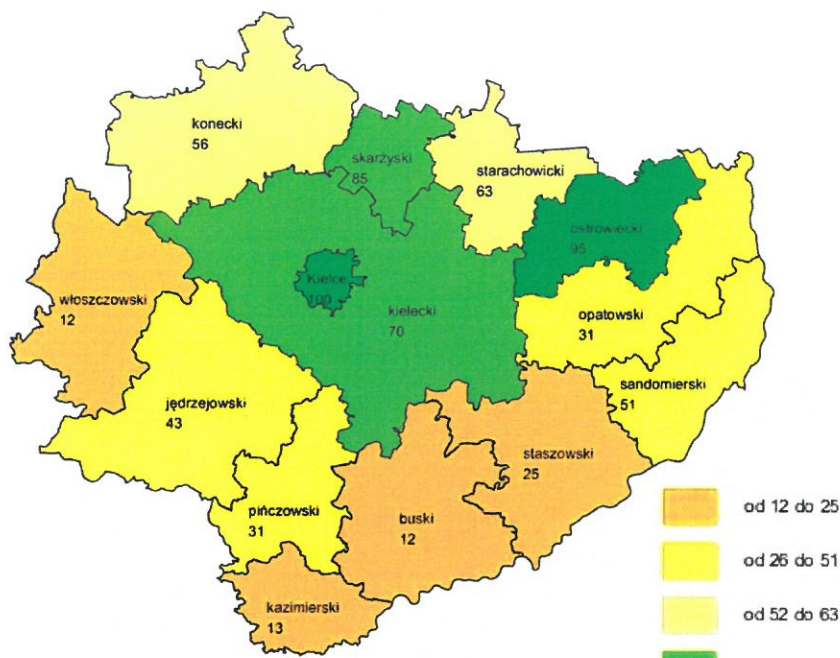 konecki
56
skarżyski
85
starachowicki
63
ostrowiecki
95
Kielce
100
włoszczowski
12
kielecki
70
opatowski
31
sandomierski
51
jędrzejowski
43
staszowski
25
pińczowski
31
buski
12
kazimierski
13
od 12 do 25
od 26 do 51
od 52 do 63